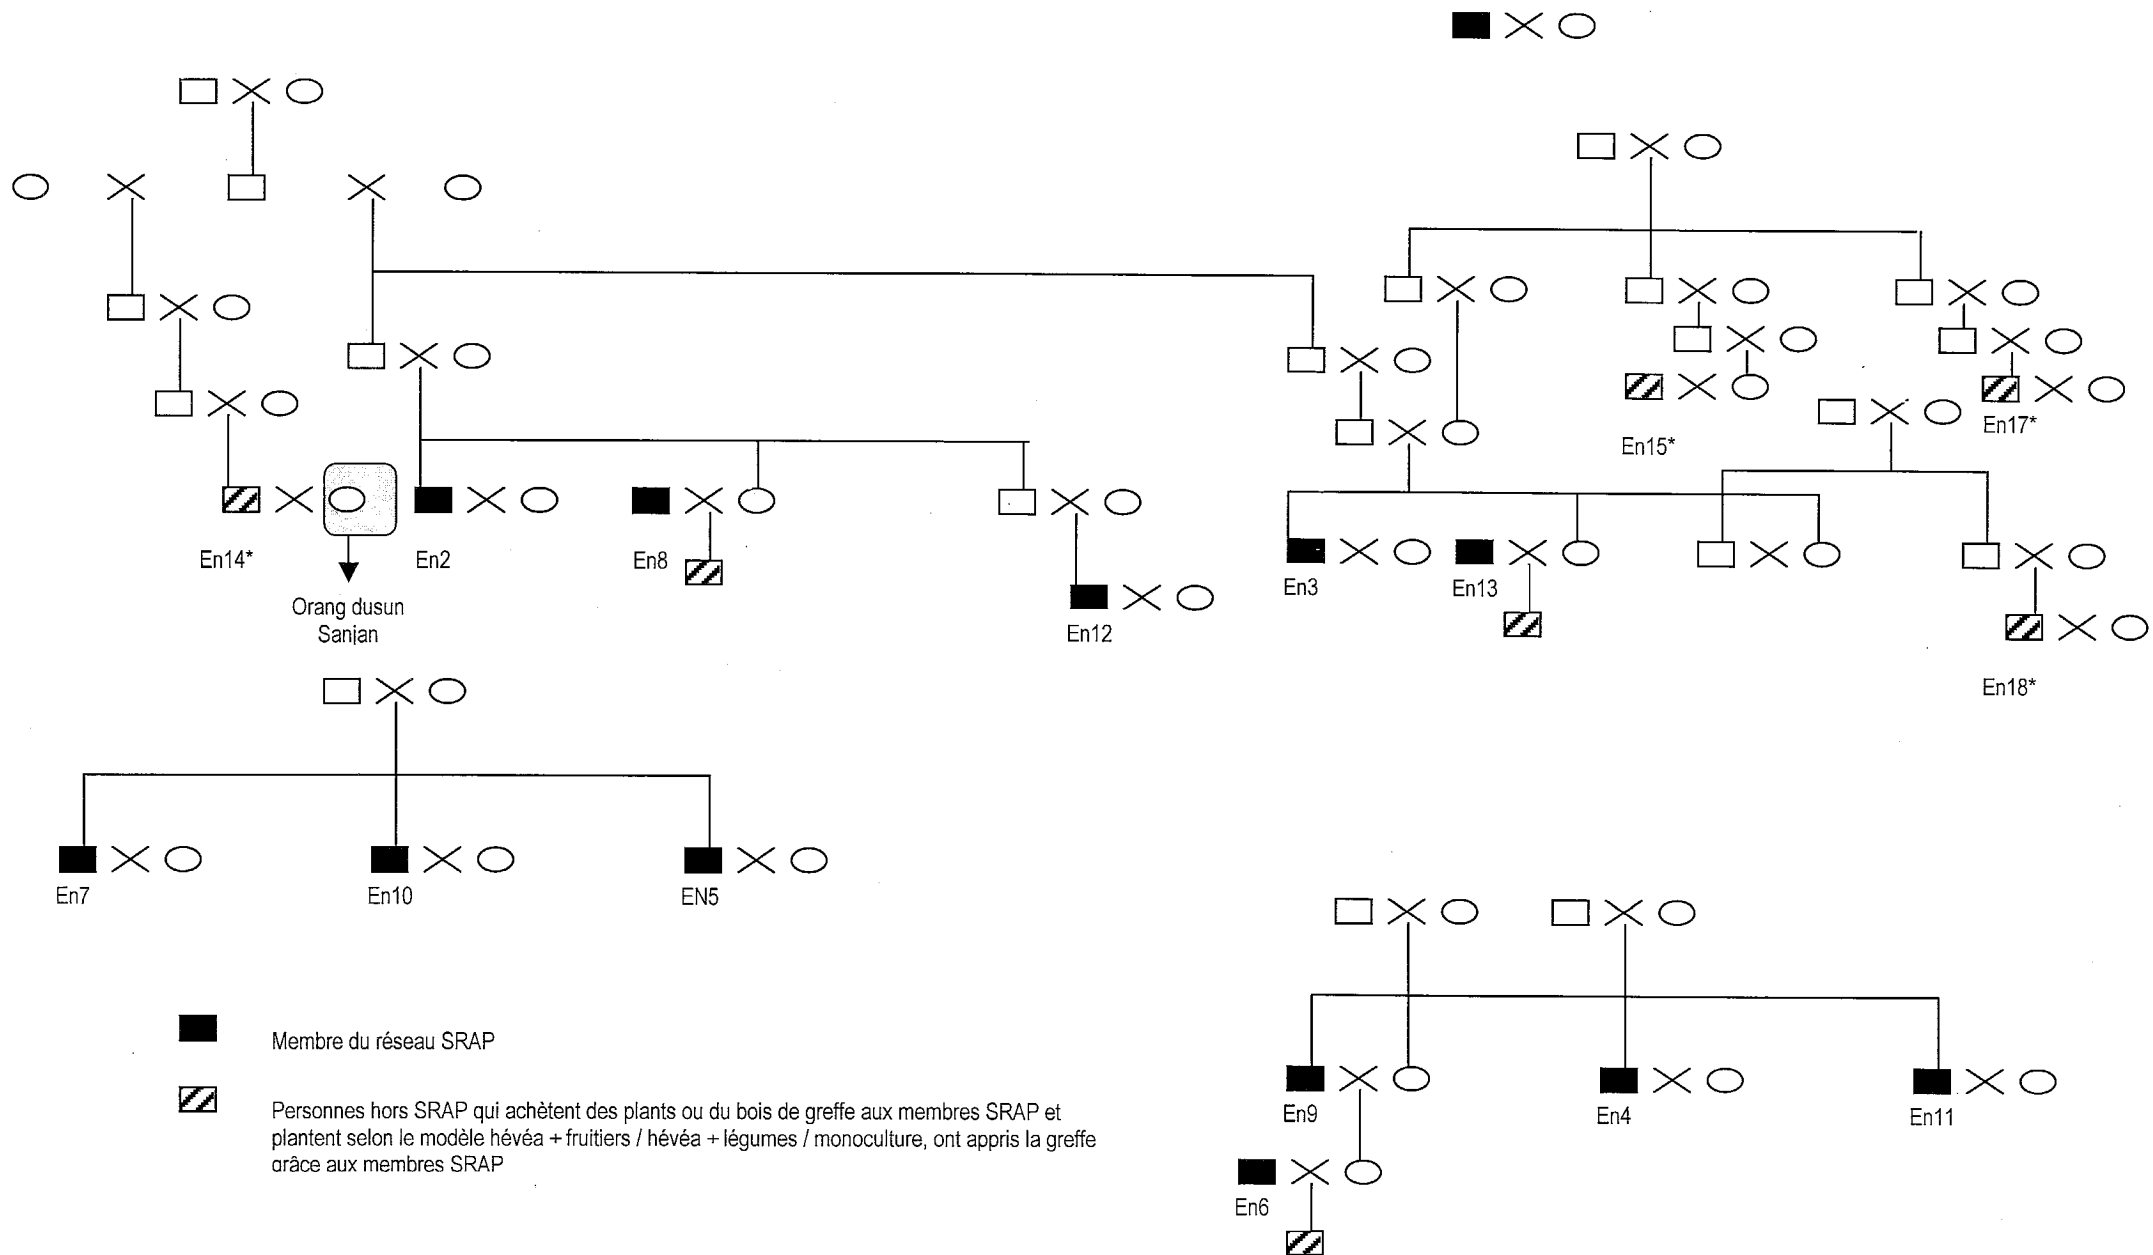 En17*
En15*
En14*
En2
En8
En3
En13
Orang dusun
Sanjan
En12
En18*
En7
En10
EN5
Membre du réseau SRAP
Personnes hors SRAP qui achètent des plants ou du bois de greffe aux membres SRAP et
plantent selon le modèle hévéa + fruitiers / hévéa + légumes / monoculture, ont appris la greffe
grâce aux membres SRAP
En9
En4
En11
En6